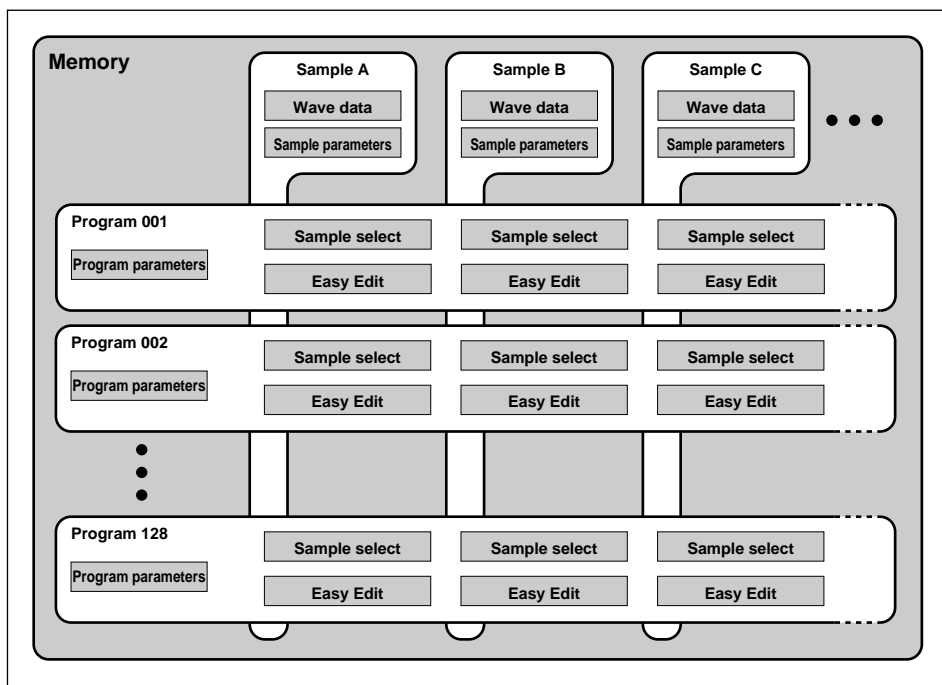 Memory
Sample A
Sample B
Sample C
Wave data
Wave data
Wave data
Sample parameters
Sample parameters
Sample parameters
Program 001
Program parameters
Sample select
Sample select
Sample select
Easy Edit
Easy Edit
Easy Edit
Program 002
Program parameters
Sample select
Sample select
Sample select
Easy Edit
Easy Edit
Easy Edit
Program 128
Program parameters
Sample select
Sample select
Sample select
Easy Edit
Easy Edit
Easy Edit